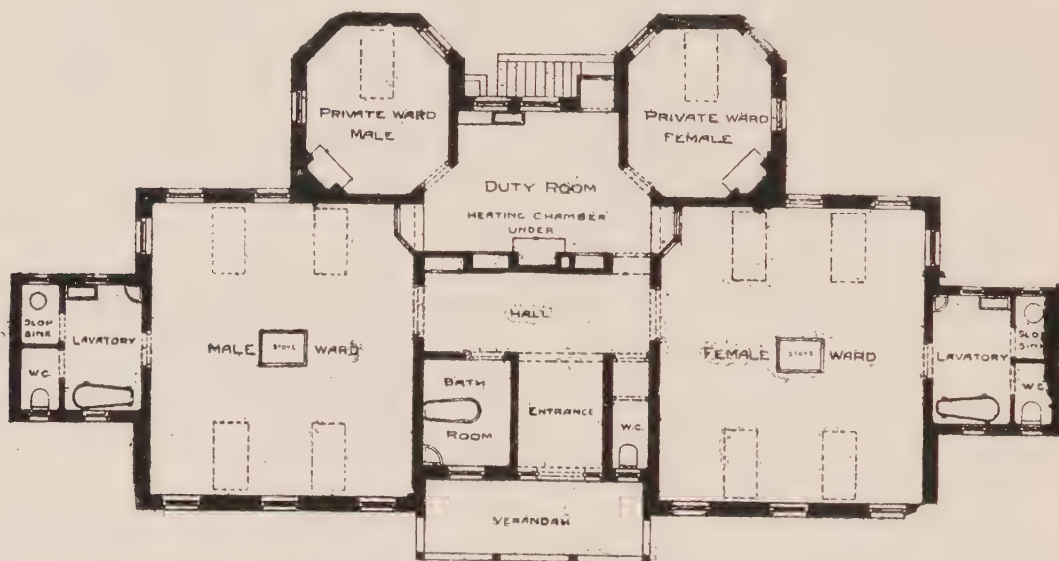 PRIVATE WARD
MALE
PRIVATE WARD
FEMALE
DUTY ROOM
HEATING CHAMBER
UNDER
SLOP
SINK
LAVATORY
W.C.
MALE
STOVE
WARD
HALL
BATH
ROOM
ENTRANCE
W.C.
FEMALE
STOVE
WARD
LAVATORY
SLOP
SINK
W.C.
VERANDAH